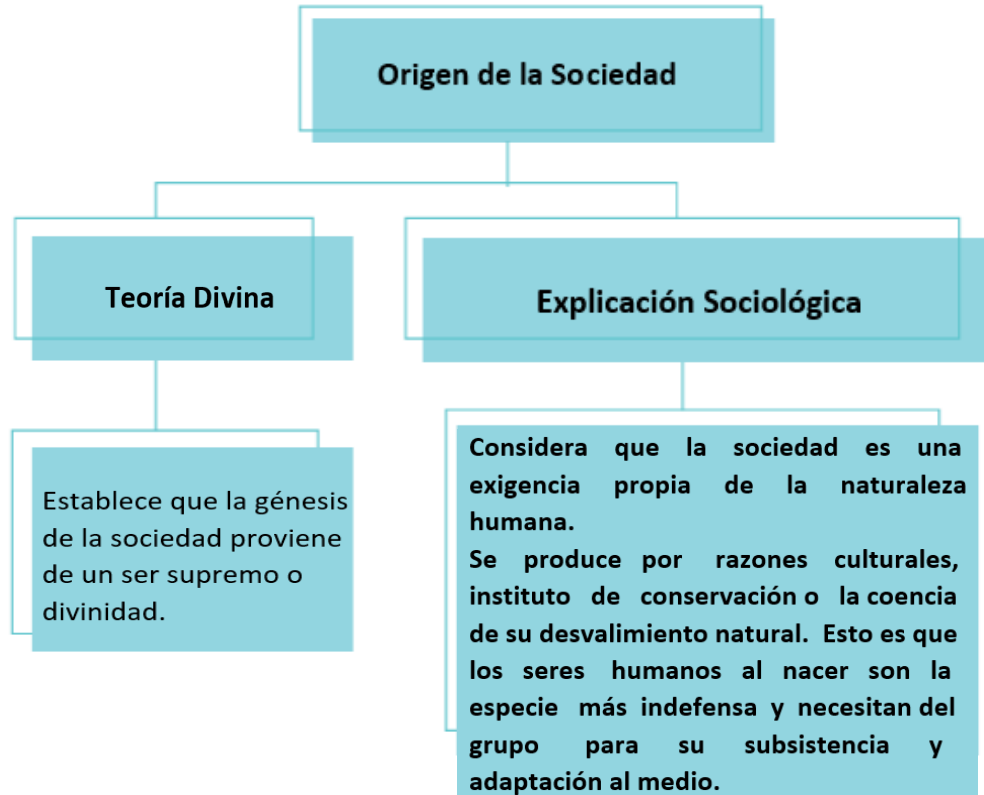 Origen de la Sociedad
Teoría Divina
Explicación Sociológica
Establece que la génesis
de la sociedad proviene
de un ser supremo o
divinidad.
Considera que la sociedad es una
exigencia propia de la naturaleza
humana.
Se produce por razones culturales,
instituto de conservación o la coencia
de su desvalimiento natural. Esto es que
los seres humanos al nacer son la
especie más indefensa y necesitan del
grupo para su subsistencia y
adaptación al medio.